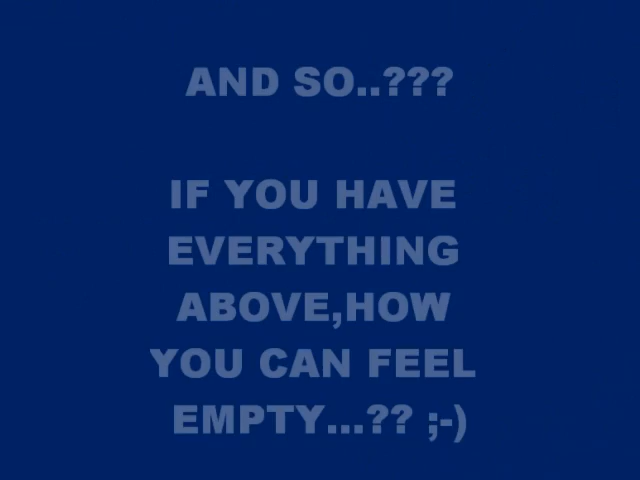 AND SO..???
IF YOU HAVE
EVERYTHING
ABOVE,HOW
YOU CAN FEEL
EMPTY...?? ;-)